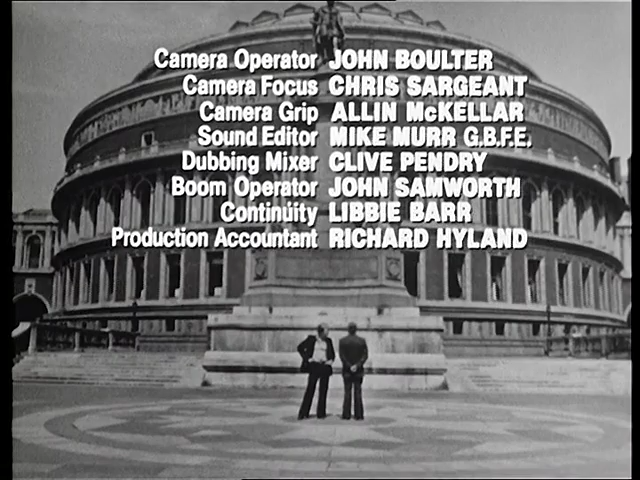 Camera Operator JOHN BOULTER
Camera Focus CHRIS SARGEANT
Camera Grip ALLIN McKELLAR
Sound Editor MIKE MURR G.B.F.E.
Dubbing Mixer CLIVE PENDRY
Boom Operator JOHN SAMWORTH
Continuity LIBBIE BARR
Production Accountant RICHARD HYLAND